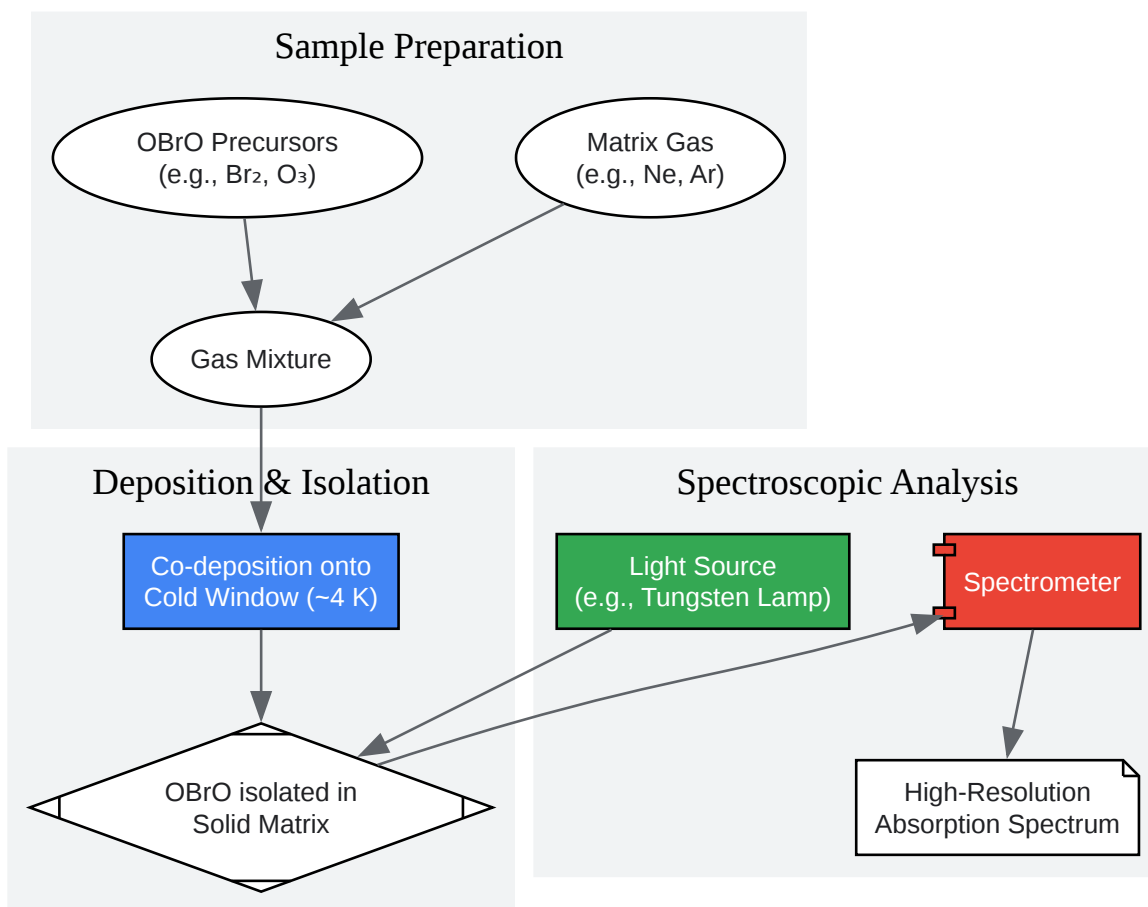 Sample Preparation
OBrO Precursors
(e.g., Br₂, O₃)
Matrix Gas
(e.g., Ne, Ar)
Gas Mixture
Deposition & Isolation
Co-deposition onto
Cold Window (~4 K)
OBrO isolated in
Solid Matrix
Spectroscopic Analysis
Light Source
(e.g., Tungsten Lamp)
Spectrometer
High-Resolution
Absorption Spectrum